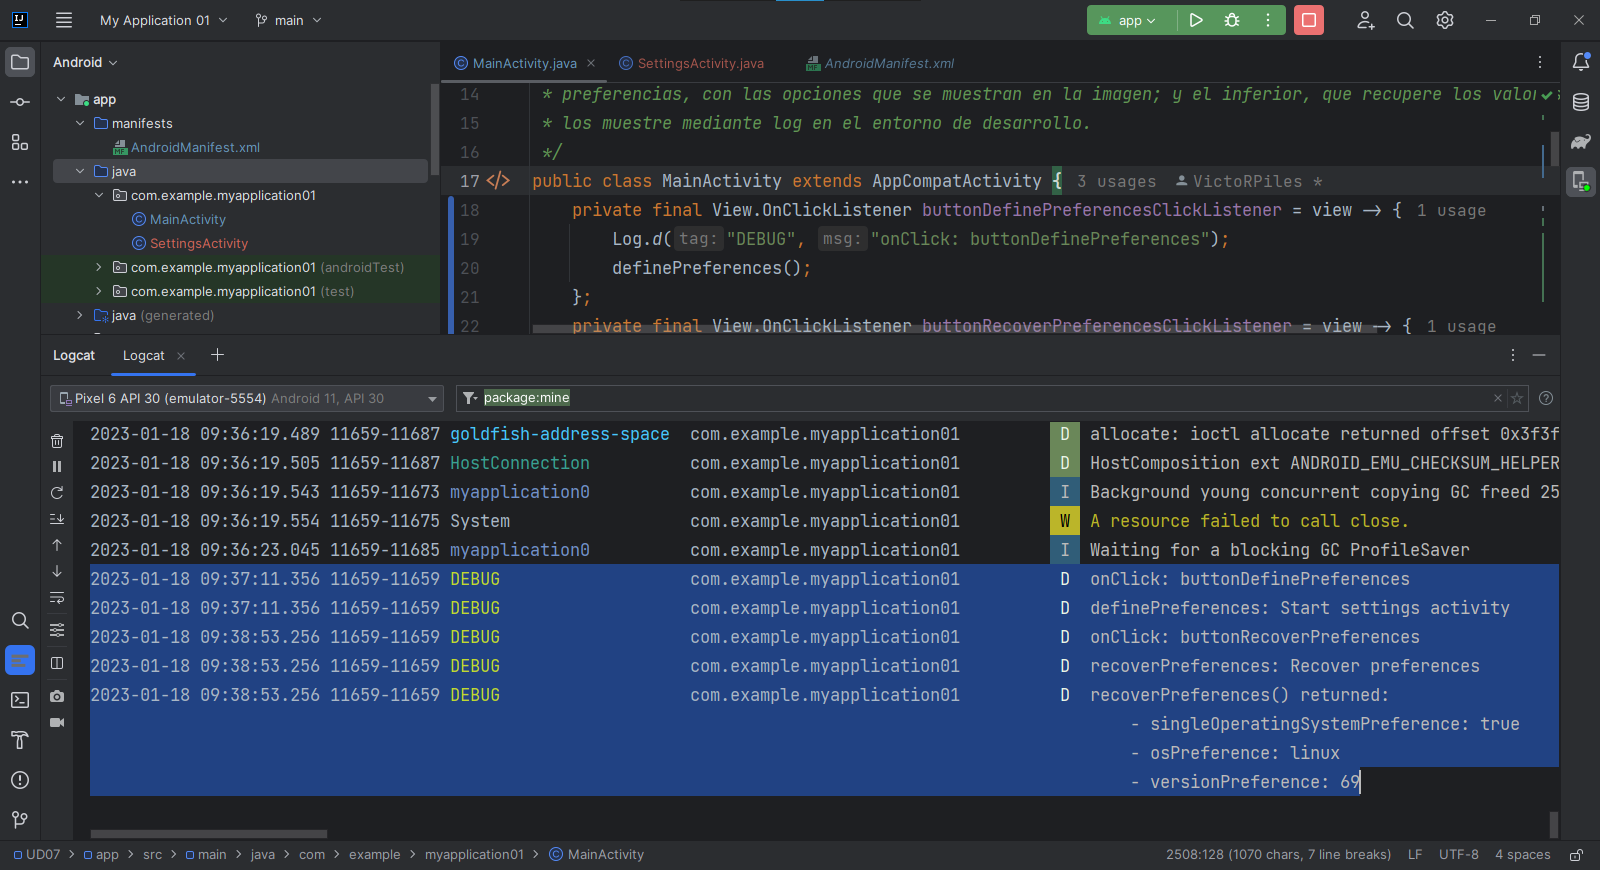 My Application 01
main
app
Android
MainActivity.java
SettingsActivity.java
AndroidManifest.xml
app
manifests
AndroidManifest.xml
java
com.example.myapplication01
MainActivity
SettingsActivity
com.example.myapplication01 (androidTest)
com.example.myapplication01 (test)
java (generated)
14 * preferencias, con las opciones que se muestran en la imagen; y el inferior, que recupere los valor
15 * los muestre mediante log en el entorno de desarrollo.
16 */
17 public class MainActivity extends AppCompatActivity { 3 usages VictoRPiles *
18 private final View.OnClickListener buttonDefinePreferencesClickListener = view -> { 1 usage
19 Log.d( tag: "DEBUG", msg: "onClick: buttonDefinePreferences");
20 definePreferences();
21 };
22 private final View.OnClickListener buttonRecoverPreferencesClickListener = view -> { 1 usage
Logcat
Logcat
Pixel 6 API 30 (emulator-5554) Android 11, API 30
package:mine
2023-01-18 09:36:19.489 11659-11687 goldfish-address-space com.example.myapplication01 D allocate: ioctl allocate returned offset 0x3f3f
2023-01-18 09:36:19.505 11659-11687 HostConnection com.example.myapplication01 D HostComposition ext ANDROID_EMU_CHECKSUM_HELPER
2023-01-18 09:36:19.543 11659-11673 myapplication0 com.example.myapplication01 I Background young concurrent copying GC freed 25
2023-01-18 09:36:19.554 11659-11675 System com.example.myapplication01 W A resource failed to call close.
2023-01-18 09:36:23.045 11659-11685 myapplication0 com.example.myapplication01 I Waiting for a blocking GC ProfileSaver
2023-01-18 09:37:11.356 11659-11659 DEBUG com.example.myapplication01 D onClick: buttonDefinePreferences
2023-01-18 09:37:11.356 11659-11659 DEBUG com.example.myapplication01 D definePreferences: Start settings activity
2023-01-18 09:38:53.256 11659-11659 DEBUG com.example.myapplication01 D onClick: buttonRecoverPreferences
2023-01-18 09:38:53.256 11659-11659 DEBUG com.example.myapplication01 D recoverPreferences: Recover preferences
2023-01-18 09:38:53.256 11659-11659 DEBUG com.example.myapplication01 D recoverPreferences() returned:
- singleOperatingSystemPreference: true
- osPreference: linux
- versionPreference: 69
UD07 > app > src > main > java > com > example > myapplication01 > MainActivity
2508:128 (1070 chars, 7 line breaks) LF UTF-8 4 spaces